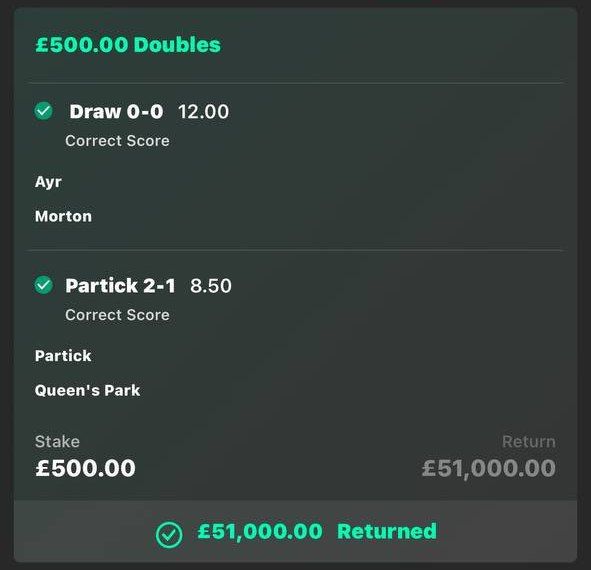 £500.00 Doubles
Draw 0-0 12.00
Correct Score
Ayr
Morton
Partick 2-1 8.50
Correct Score
Partick
Queen's Park
Stake Return
£500.00 £51,000.00
£51,000.00 Returned